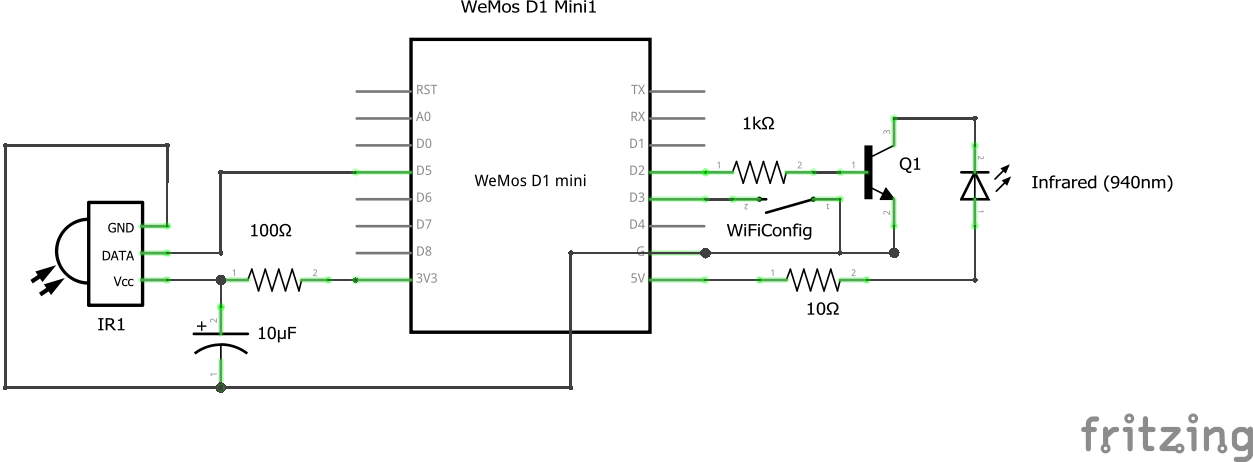 WeMos D1 Mini1
RST
A0
D0
D5
D6
D7
D8
3V3
TX
RX
D1
D2
D3
D4
G
5V
WeMos D1 mini
GND
DATA
Vcc
IR1
100Ω
1
2
+
2
1
10µF
1kΩ
1
2
1
3
2
Q1
2
1
WiFiConfig
1
2
10Ω
2
1
Infrared (940nm)
fritzing